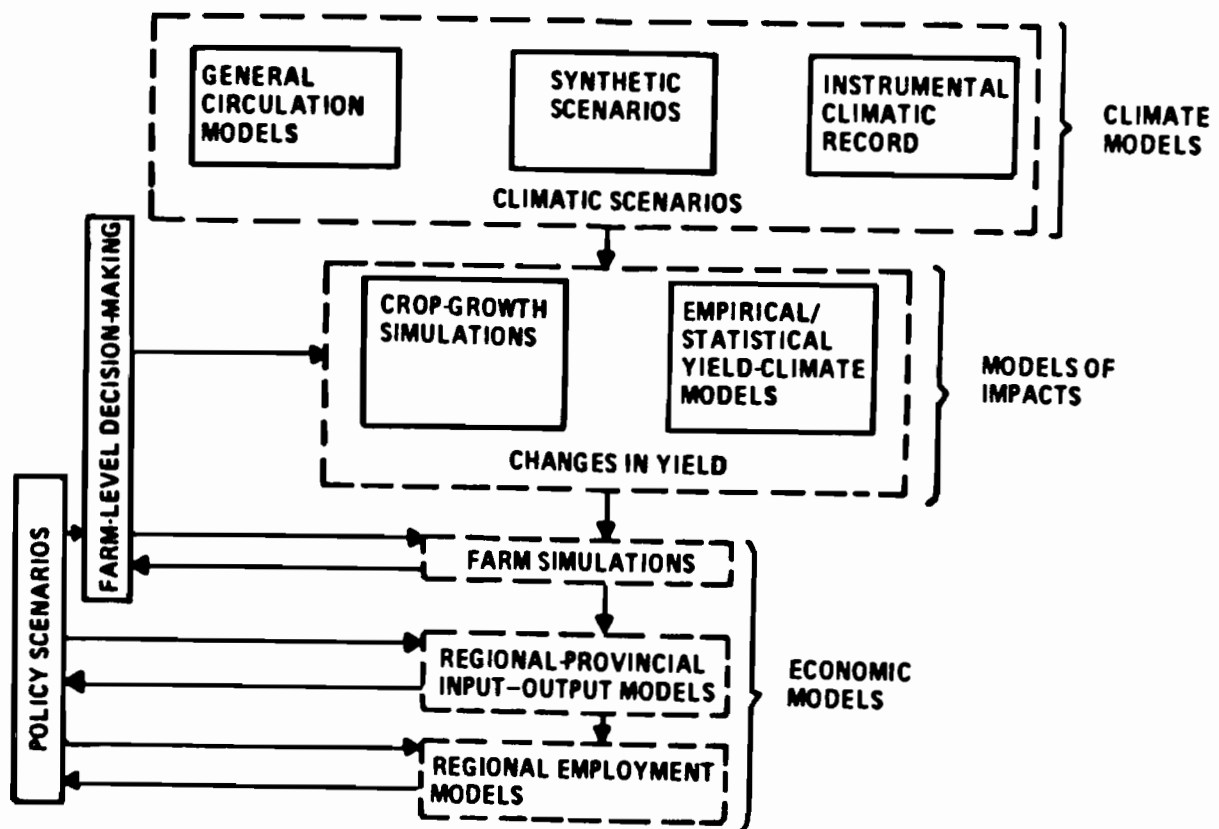 GENERAL
CIRCULATION
MODELS
SYNTHETIC
SCENARIOS
INSTRUMENTAL
CLIMATIC
RECORD
CLIMATE
MODELS
CLIMATIC SCENARIOS
FARM-LEVEL DECISION-MAKING
CROP-GROWTH
SIMULATIONS
EMPIRICAL/
STATISTICAL
YIELD-CLIMATE
MODELS
MODELS OF
IMPACTS
CHANGES IN YIELD
POLICY SCENARIOS
FARM SIMULATIONS
REGIONAL-PROVINCIAL
INPUT–OUTPUT MODELS
ECONOMIC
MODELS
REGIONAL EMPLOYMENT
MODELS